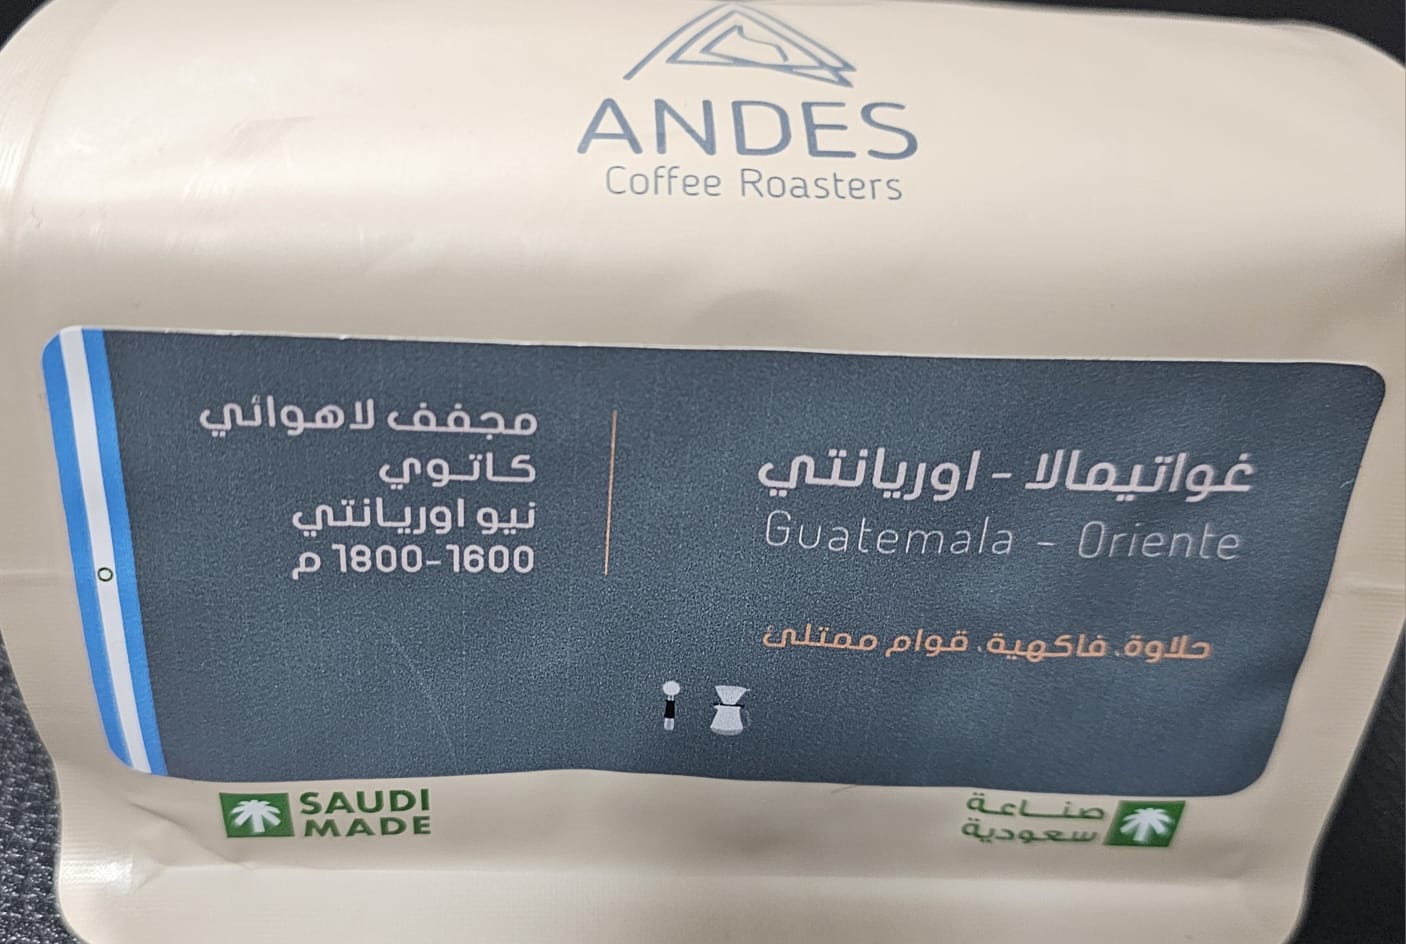 ANDES
Coffee Roasters
غواتيمالا - اوريانتي
Guatemala - Oriente
حلاوة، فاكهية، قوام ممتلئ
مجفف لاهوائي
كاتوي
نيو اوريانتي
1600-1800 م
صناعة
سعودية
SAUDI
MADE